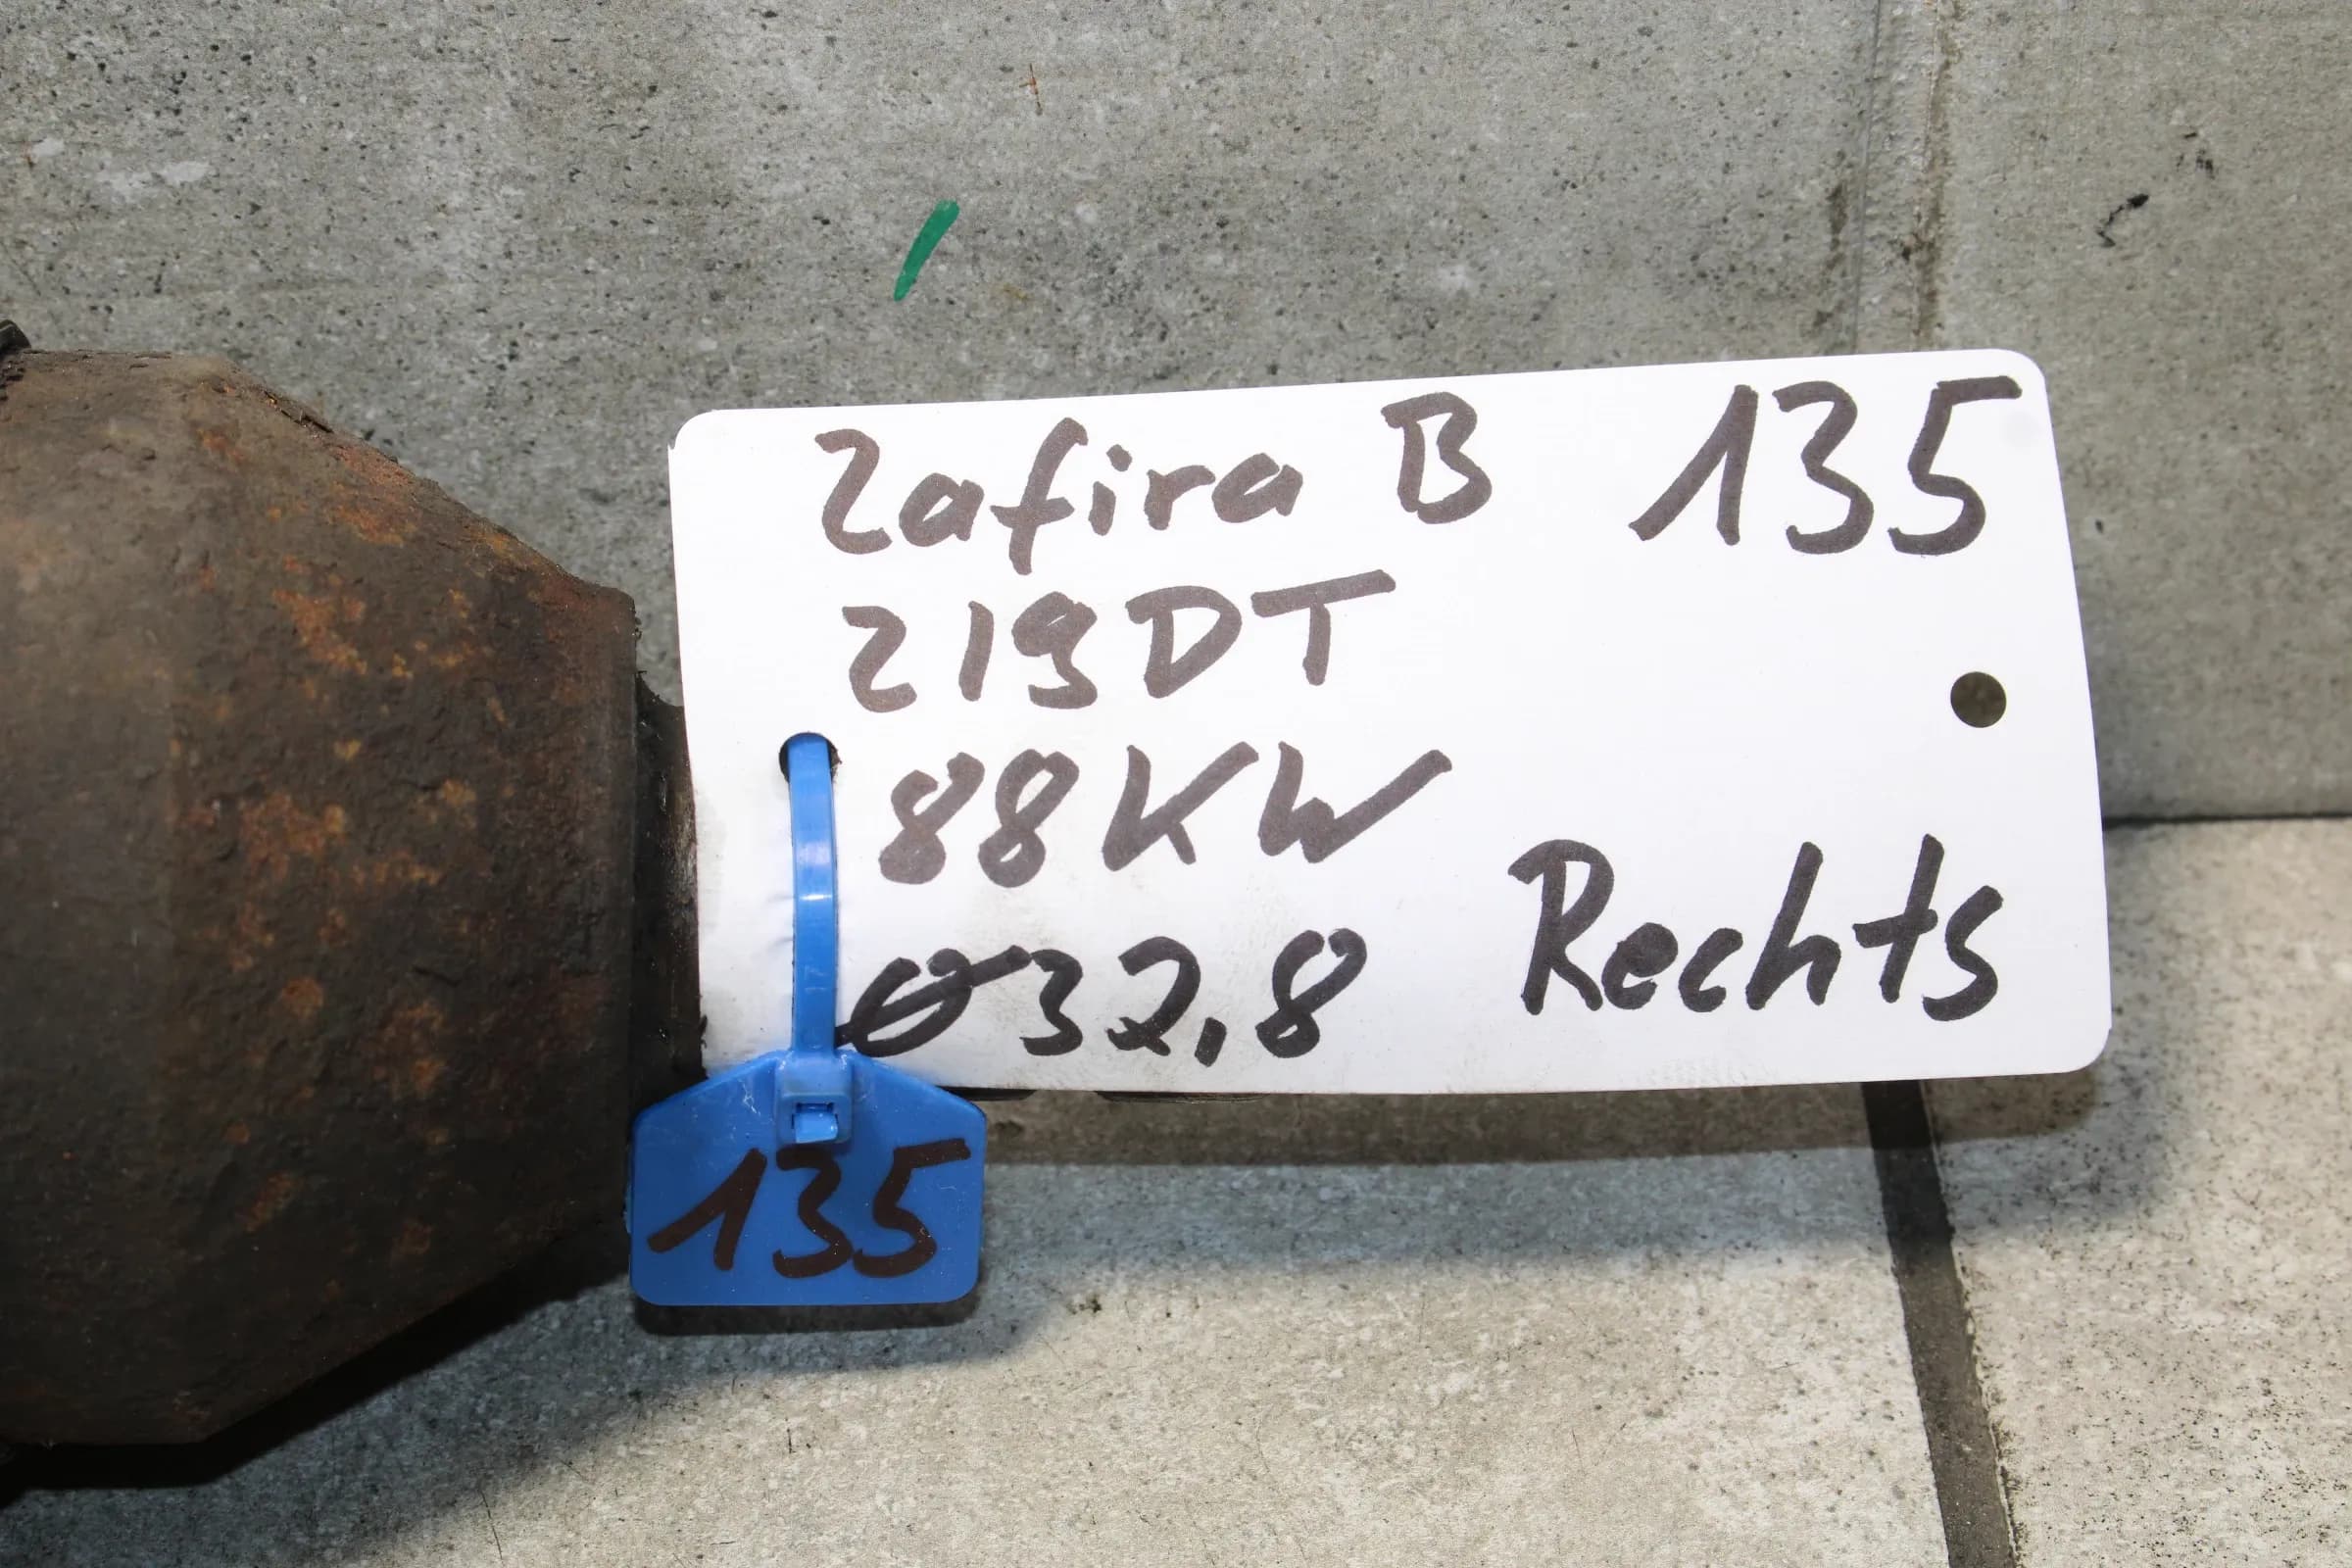 Zafira B 135
Z19DT
88KW
Ø32,8 Rechts
135